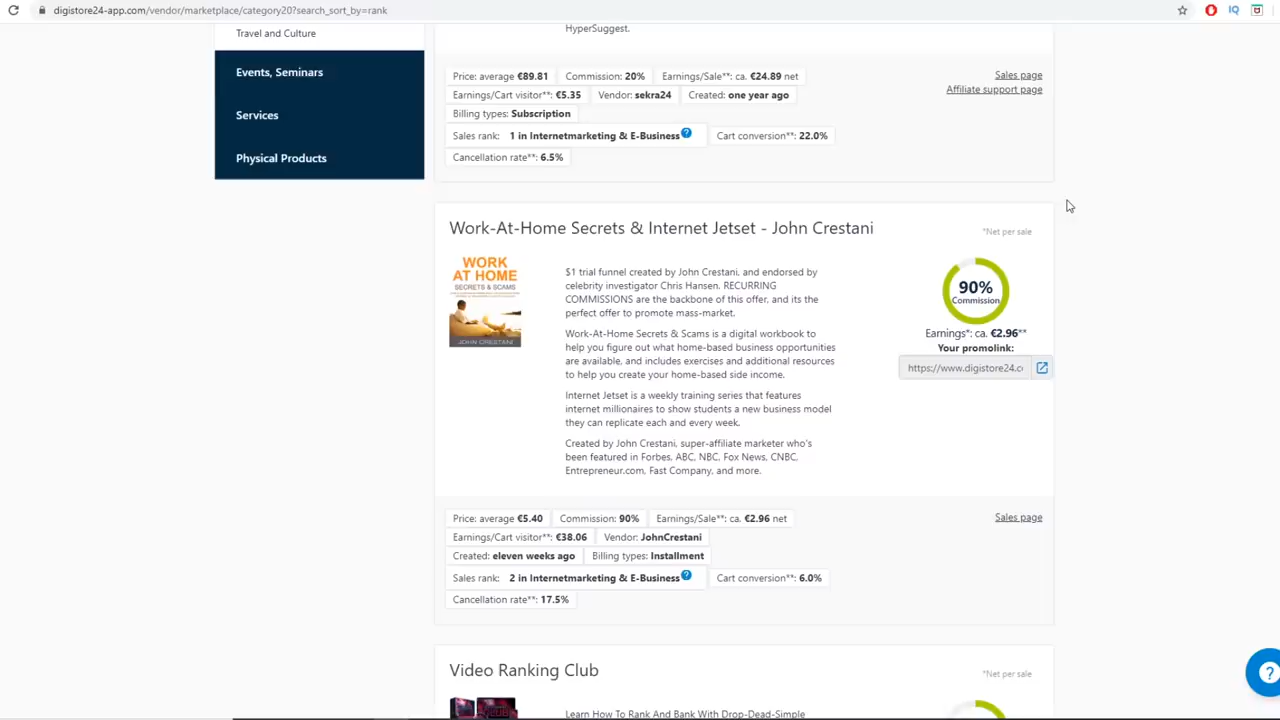 digistore24-app.com/vendor/marketplace/category20?search_sort_by=rank
Travel and Culture
Events, Seminars
Services
Physical Products
HyperSuggest.
Price: average €89.81 Commission: 20% Earnings/Sale**: ca. €24.89 net
Earnings/Cart visitor**: €5.35 Vendor: sekra24 Created: one year ago
Billing types: Subscription
Sales rank: 1 in Internetmarketing & E-Business ?
Cart conversion**: 22.0%
Cancellation rate**: 6.5%
Sales page
Affiliate support page
Work-At-Home Secrets & Internet Jetset - John Crestani
*Net per sale
WORK
AT HOME
SECRETS & SCAMS
JOHN CRESTANI
$1 trial funnel created by John Crestani, and endorsed by
celebrity investigator Chris Hansen. RECURRING
COMMISSIONS are the backbone of this offer, and its the
perfect offer to promote mass-market.
Work-At-Home Secrets & Scams is a digital workbook to
help you figure out what home-based business opportunities
are available, and includes exercises and additional resources
to help you create your home-based side income.
Internet Jetset is a weekly training series that features
internet millionaires to show students a new business model
they can replicate each and every week.
Created by John Crestani, super-affiliate marketer who's
been featured in Forbes, ABC, NBC, Fox News, CNBC,
Entrepreneur.com, Fast Company, and more.
90%
Commission
Earnings*: ca. €2.96**
Your promolink:
https://www.digistore24.c
Price: average €5.40 Commission: 90% Earnings/Sale**: ca. €2.96 net
Earnings/Cart visitor**: €38.06 Vendor: JohnCrestani
Created: eleven weeks ago Billing types: Installment
Sales rank: 2 in Internetmarketing & E-Business ?
Cart conversion**: 6.0%
Cancellation rate**: 17.5%
Sales page
Video Ranking Club
*Net per sale
Learn How To Rank And Bank With Drop-Dead-Simple
?